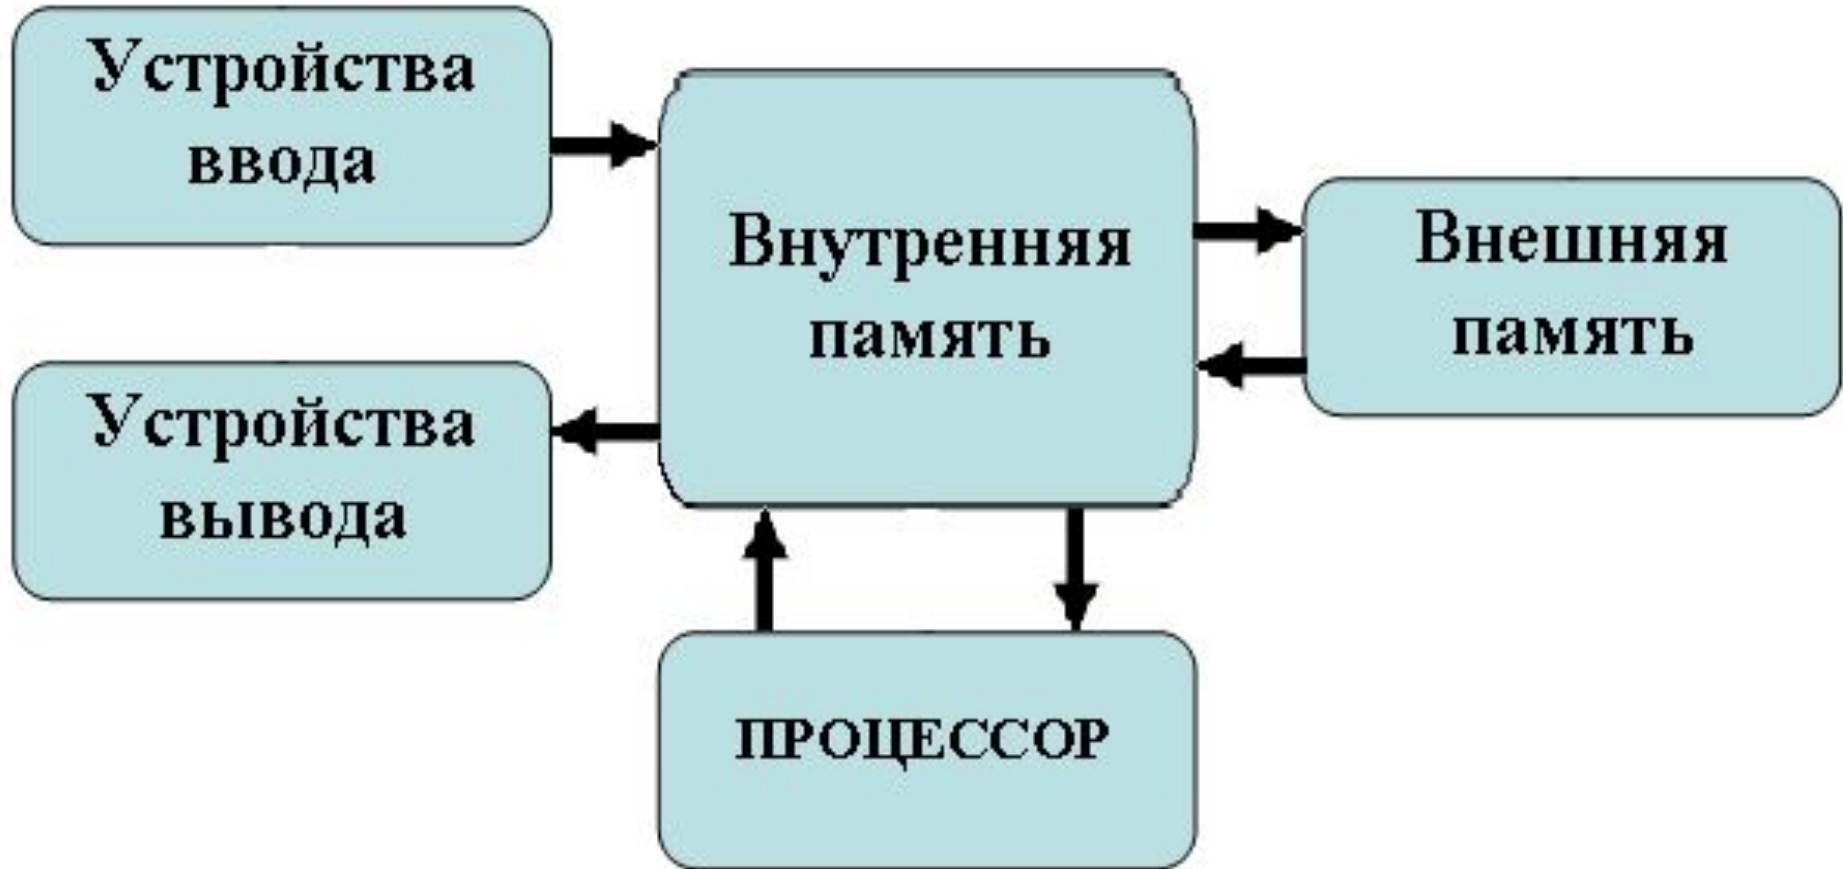 Устройства
ввода
Внутренняя
память
Внешняя
память
Устройства
вывода
ПРОЦЕССОР